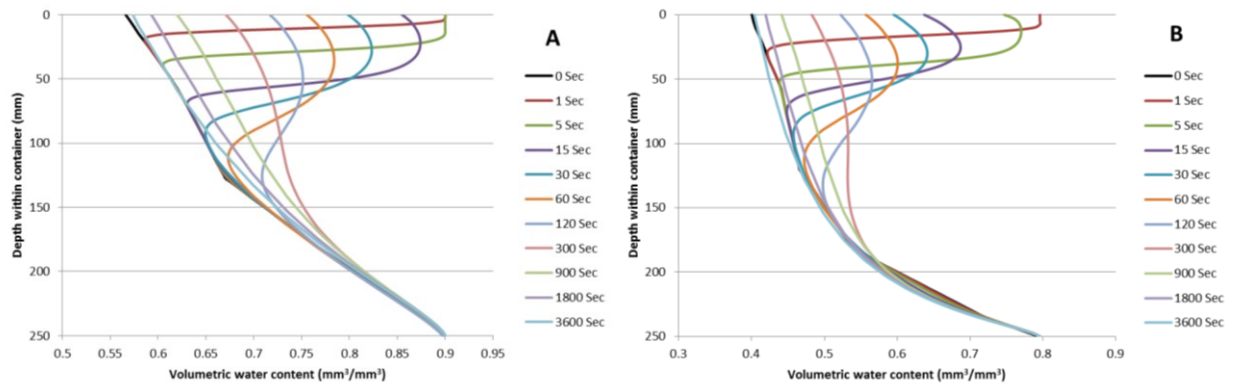 A
0
50
100
150
200
250
Depth within container (mm)
0.5 0.55 0.6 0.65 0.7 0.75 0.8 0.85 0.9 0.95
Volumetric water content (mm³/mm³)
0 Sec
1 Sec
5 Sec
15 Sec
30 Sec
60 Sec
120 Sec
300 Sec
900 Sec
1800 Sec
3600 Sec
B
0
50
100
150
200
250
Depth within container (mm)
0.3 0.4 0.5 0.6 0.7 0.8 0.9
Volumetric water content (mm³/mm³)
0 Sec
1 Sec
5 Sec
15 Sec
30 Sec
60 Sec
120 Sec
300 Sec
900 Sec
1800 Sec
3600 Sec